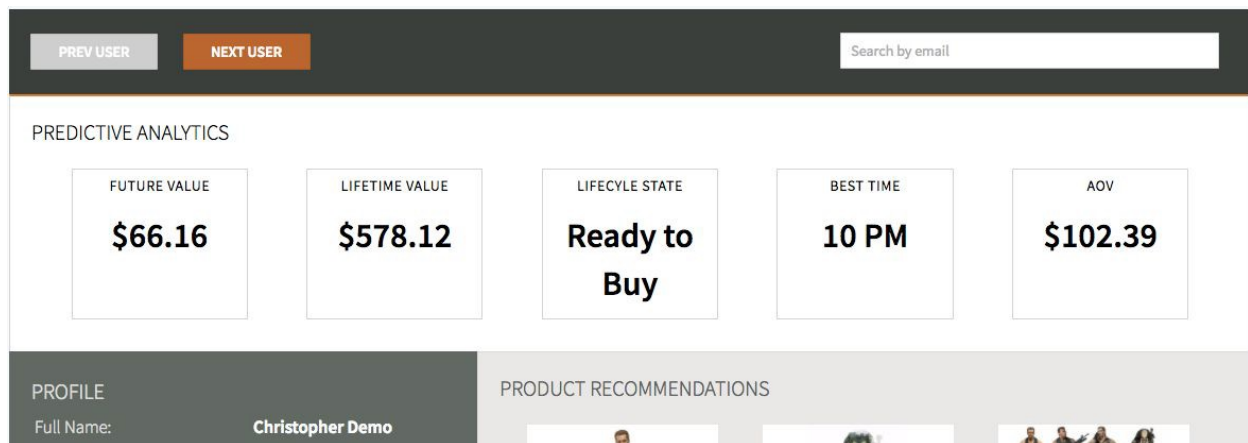 PREV USER
NEXT USER
Search by email
PREDICTIVE ANALYTICS
FUTURE VALUE
$66.16
LIFETIME VALUE
$578.12
LIFECYLE STATE
Ready to
Buy
BEST TIME
10 PM
AOV
$102.39
PROFILE
Full Name: Christopher Demo
PRODUCT RECOMMENDATIONS